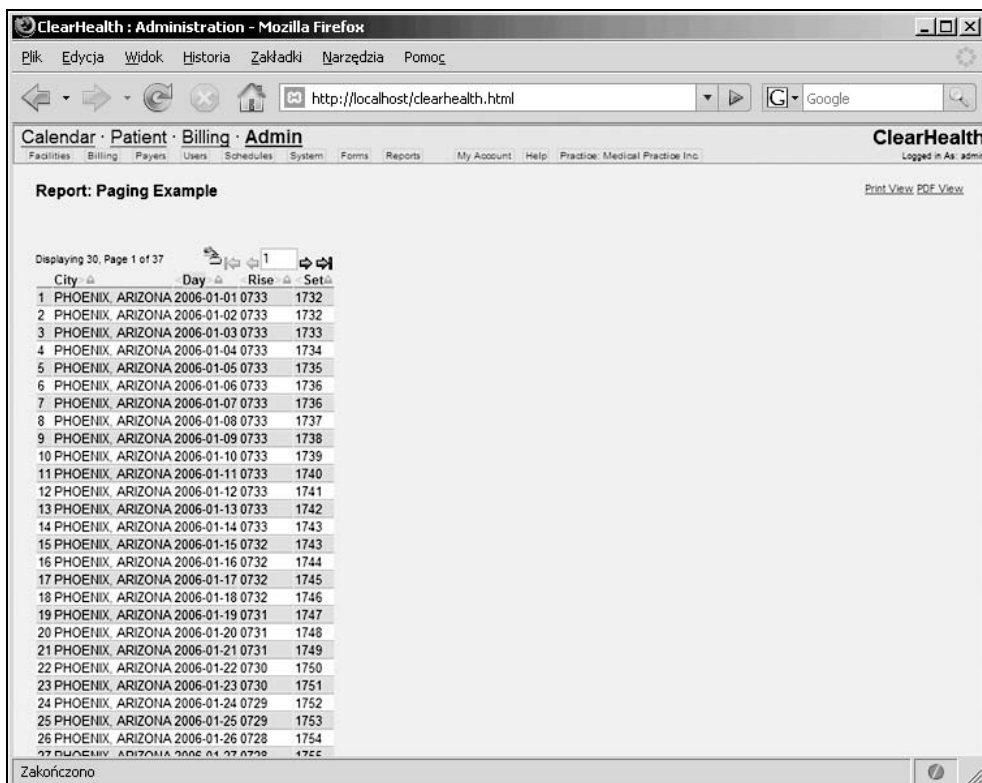 ClearHealth : Administration - Mozilla Firefox
Plik Edycja Widok Historia Zakładki Narzędzia Pomoc
http://localhost/clearhealth.html G Google
Calendar · Patient · Billing · Admin ClearHealth
Facilities Billing Payers Users Schedules System Forms Reports My Account Help Practice: Medical Practice Inc. Logged in As: admi
Report: Paging Example Print View PDF View
Displaying 30, Page 1 of 37 1
City Day Rise Set
1 PHOENIX, ARIZONA 2006-01-01 0733 1732
2 PHOENIX, ARIZONA 2006-01-02 0733 1732
3 PHOENIX, ARIZONA 2006-01-03 0733 1733
4 PHOENIX, ARIZONA 2006-01-04 0733 1734
5 PHOENIX, ARIZONA 2006-01-05 0733 1735
6 PHOENIX, ARIZONA 2006-01-06 0733 1736
7 PHOENIX, ARIZONA 2006-01-07 0733 1736
8 PHOENIX, ARIZONA 2006-01-08 0733 1737
9 PHOENIX, ARIZONA 2006-01-09 0733 1738
10 PHOENIX, ARIZONA 2006-01-10 0733 1739
11 PHOENIX, ARIZONA 2006-01-11 0733 1740
12 PHOENIX, ARIZONA 2006-01-12 0733 1741
13 PHOENIX, ARIZONA 2006-01-13 0733 1742
14 PHOENIX, ARIZONA 2006-01-14 0733 1743
15 PHOENIX, ARIZONA 2006-01-15 0732 1743
16 PHOENIX, ARIZONA 2006-01-16 0732 1744
17 PHOENIX, ARIZONA 2006-01-17 0732 1745
18 PHOENIX, ARIZONA 2006-01-18 0732 1746
19 PHOENIX, ARIZONA 2006-01-19 0731 1747
20 PHOENIX, ARIZONA 2006-01-20 0731 1748
21 PHOENIX, ARIZONA 2006-01-21 0731 1749
22 PHOENIX, ARIZONA 2006-01-22 0730 1750
23 PHOENIX, ARIZONA 2006-01-23 0730 1751
24 PHOENIX, ARIZONA 2006-01-24 0729 1752
25 PHOENIX, ARIZONA 2006-01-25 0729 1753
26 PHOENIX, ARIZONA 2006-01-26 0728 1754
27 PHOENIX, ARIZONA 2006-01-27 0728 1755
Zakończono